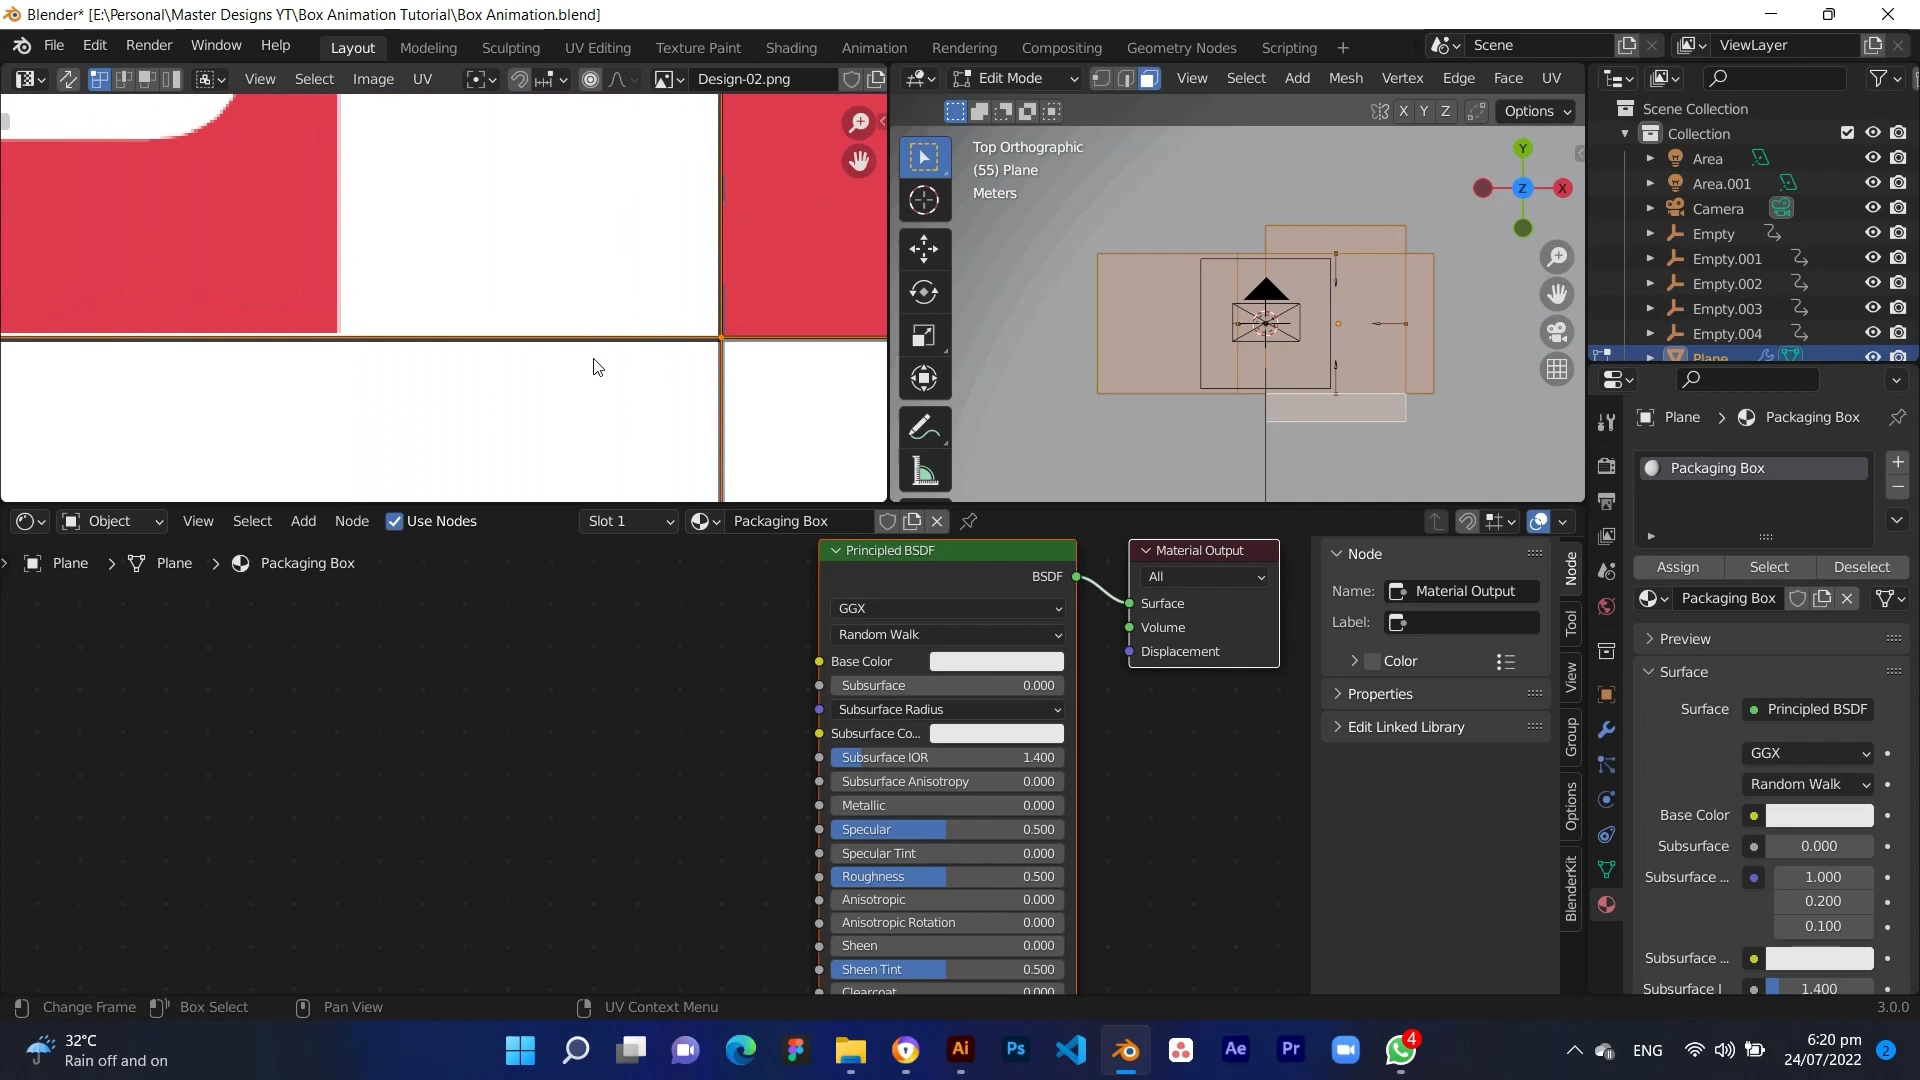 Blender* [E:\Personal\Master Designs YT\Box Animation Tutorial\Box Animation.blend]
File Edit Render Window Help Layout Modeling Sculpting UV Editing Texture Paint Shading Animation Rendering Compositing Geometry Nodes Scripting + Scene ViewLayer
View Select Image UV Design-02.png Edit Mode View Select Add Mesh Vertex Edge Face UV
X Y Z Options
Top Orthographic
(55) Plane
Meters
Y
Z
X
Scene Collection
Collection
Area
Area.001
Camera
Empty
Empty.001
Empty.002
Empty.003
Empty.004
Plane
Object View Select Add Node Use Nodes Slot 1 Packaging Box
Plane > Plane > Packaging Box
Principled BSDF
BSDF
GGX
Random Walk
Base Color
Subsurface 0.000
Subsurface Radius
Subsurface Co...
Subsurface IOR 1.400
Subsurface Anisotropy 0.000
Metallic 0.000
Specular 0.500
Specular Tint 0.000
Roughness 0.500
Anisotropic 0.000
Anisotropic Rotation 0.000
Sheen 0.000
Sheen Tint 0.500
Clearcoat 0.000
Material Output
All
Surface
Volume
Displacement
Node
Name: Material Output
Label:
Color
Properties
Edit Linked Library
Node
Tool
View
Group
Options
BlenderKit
Plane > Packaging Box
Packaging Box
Assign Select Deselect
Packaging Box
Preview
Surface
Surface Principled BSDF
GGX
Random Walk
Base Color
Subsurface 0.000
Subsurface ... 1.000
0.200
0.100
Subsurface ...
Subsurface I 1.400
Change Frame Box Select Pan View UV Context Menu 3.0.0
32°C
Rain off and on
Ai Ps Ae Pr 4
ENG
6:20 pm
24/07/2022
2